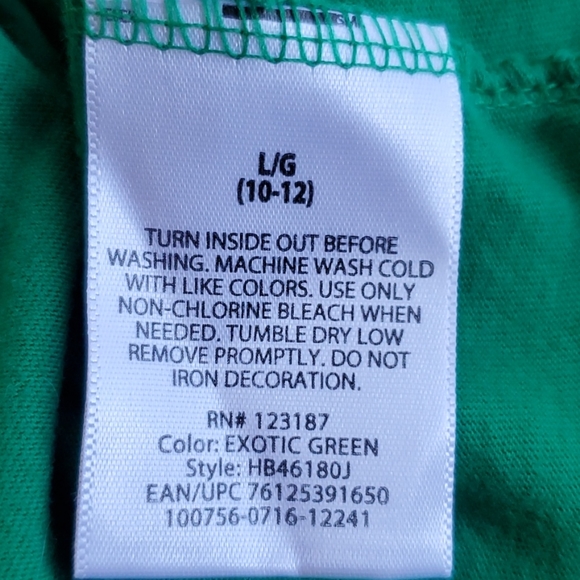 L/G
(10-12)
TURN INSIDE OUT BEFORE
WASHING. MACHINE WASH COLD
WITH LIKE COLORS. USE ONLY
NON-CHLORINE BLEACH WHEN
NEEDED. TUMBLE DRY LOW
REMOVE PROMPTLY. DO NOT
IRON DECORATION.
RN# 123187
Color: EXOTIC GREEN
Style: HB46180J
EAN/UPC 76125391650
100756-0716-12241